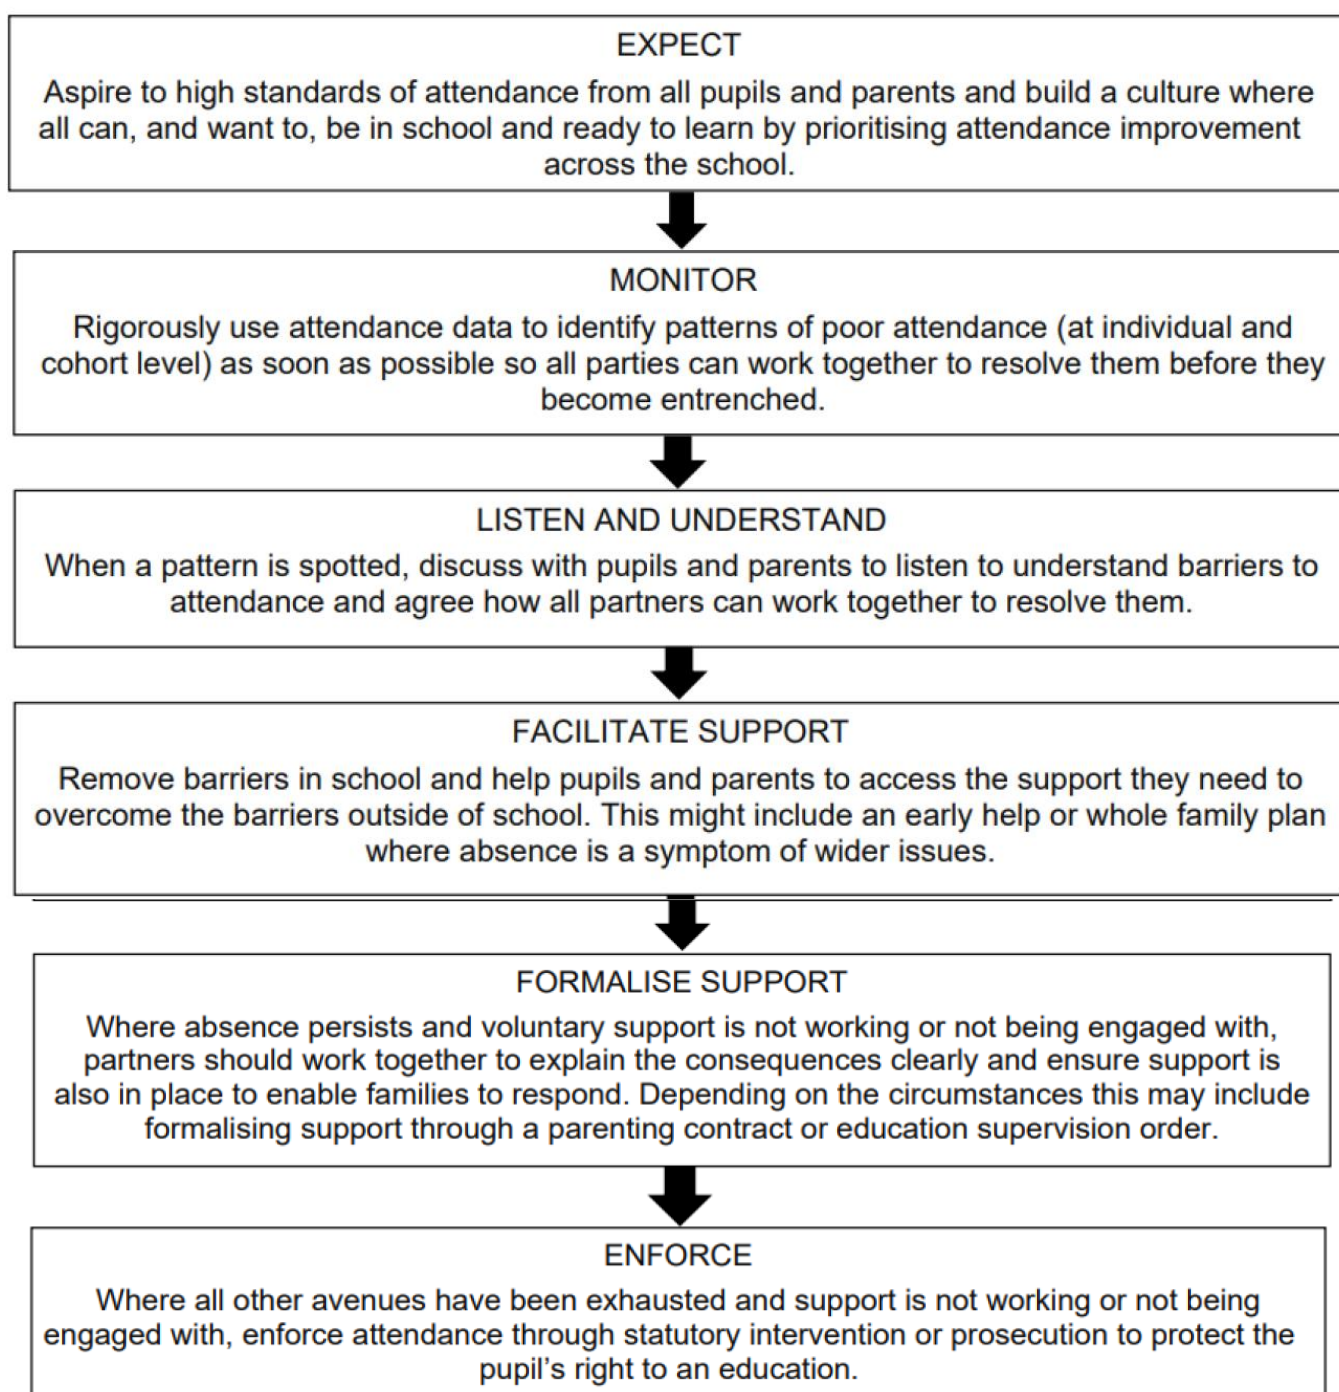 EXPECT
Aspire to high standards of attendance from all pupils and parents and build a culture where
all can, and want to, be in school and ready to learn by prioritising attendance improvement
across the school.
MONITOR
Rigorously use attendance data to identify patterns of poor attendance (at individual and
cohort level) as soon as possible so all parties can work together to resolve them before they
become entrenched.
LISTEN AND UNDERSTAND
When a pattern is spotted, discuss with pupils and parents to listen to understand barriers to
attendance and agree how all partners can work together to resolve them.
FACILITATE SUPPORT
Remove barriers in school and help pupils and parents to access the support they need to
overcome the barriers outside of school. This might include an early help or whole family plan
where absence is a symptom of wider issues.
FORMALISE SUPPORT
Where absence persists and voluntary support is not working or not being engaged with,
partners should work together to explain the consequences clearly and ensure support is
also in place to enable families to respond. Depending on the circumstances this may include
formalising support through a parenting contract or education supervision order.
ENFORCE
Where all other avenues have been exhausted and support is not working or not being
engaged with, enforce attendance through statutory intervention or prosecution to protect the
pupil’s right to an education.